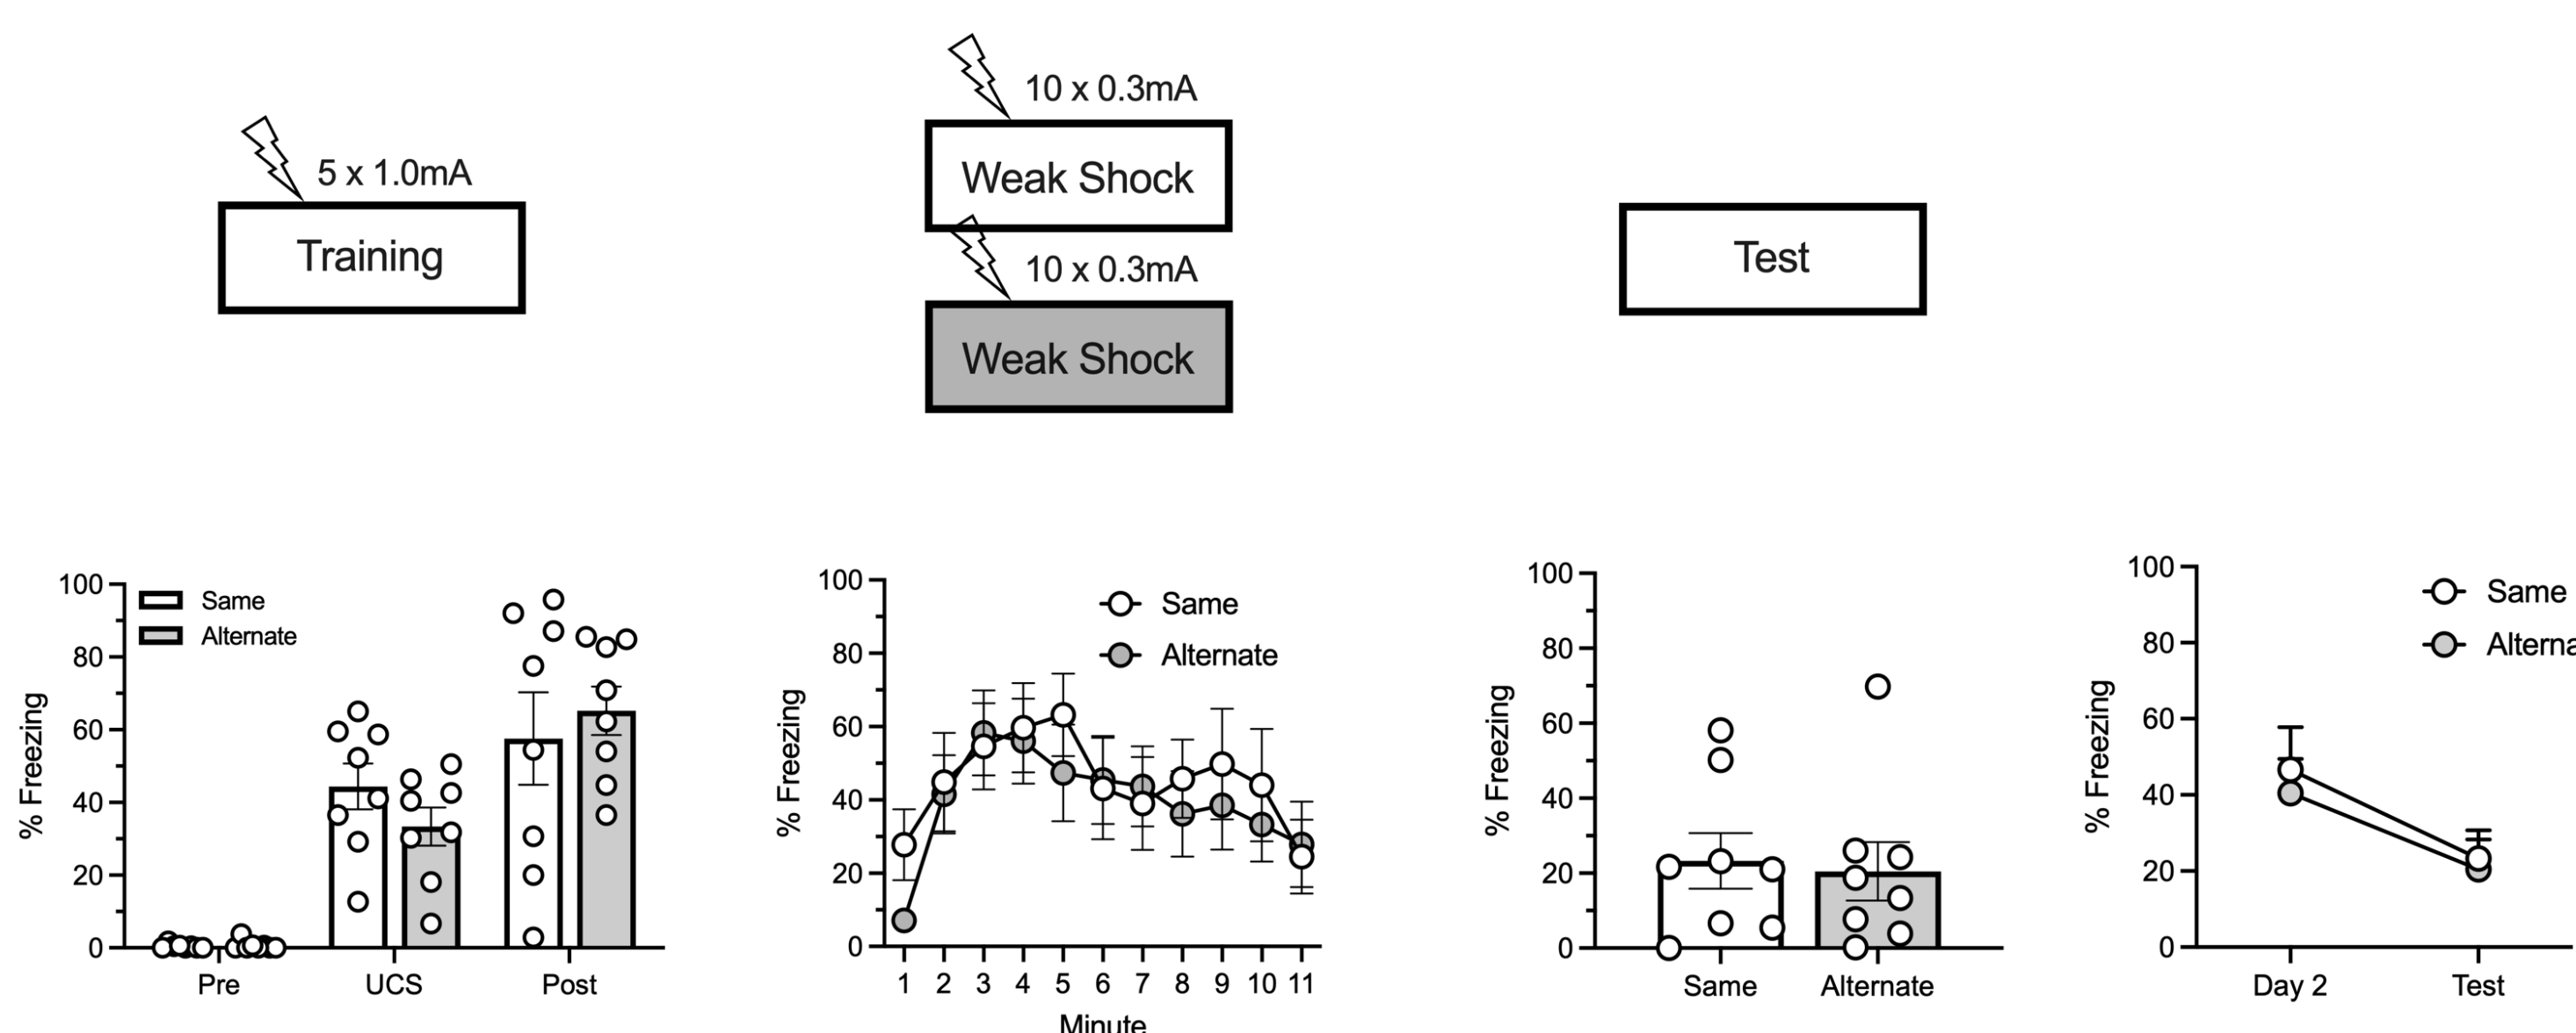 10 x 0.3mA
5 x 1.0mA
Weak Shock
Training
Test
10 x 0.3mA
Weak Shock
% Freezing
100
80
60
40
20
0
Same
Alternate
Pre
UCS
Post
% Freezing
100
80
60
40
20
0
Same
Alternate
1 2 3 4 5 6 7 8 9 10 11
Minute
% Freezing
100
80
60
40
20
0
Same
Alternate
% Freezing
100
80
60
40
20
0
Same
Alterna
Day 2
Test